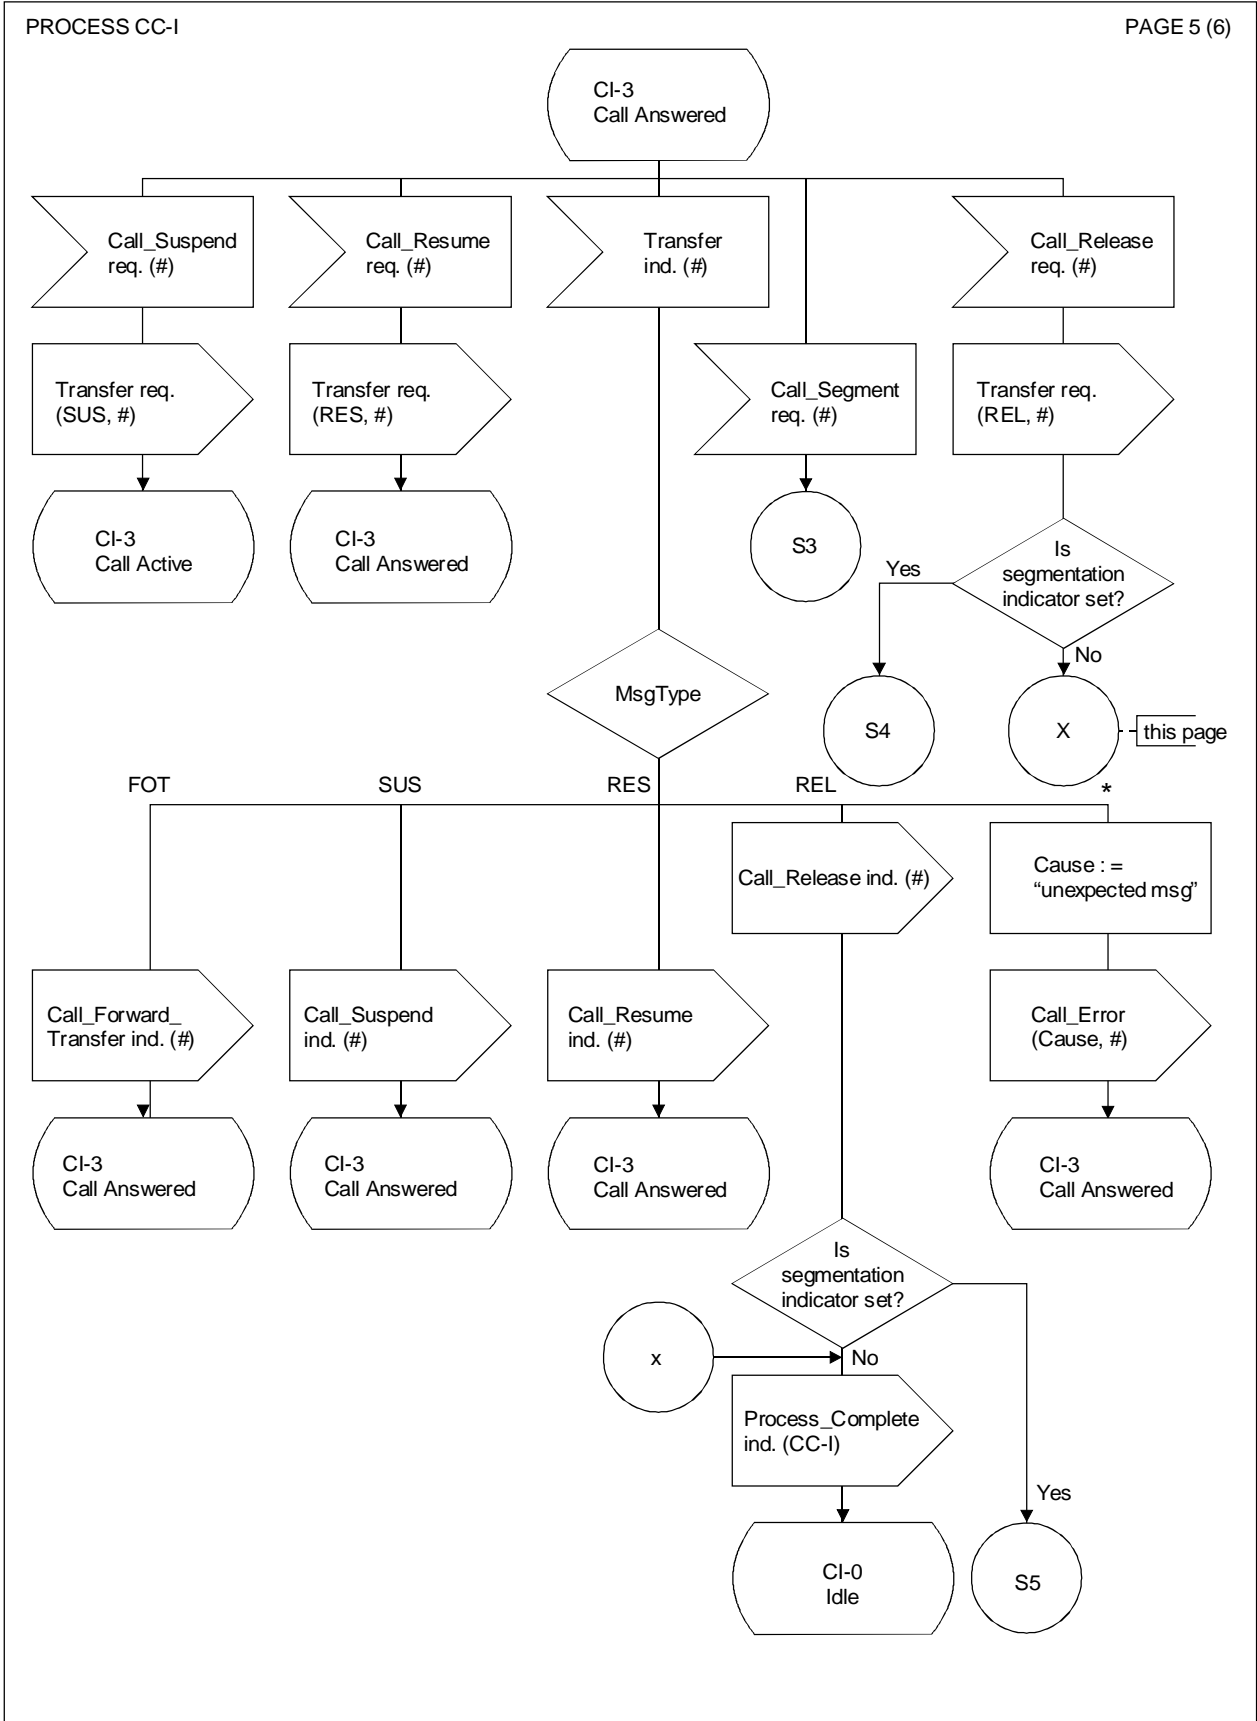 PROCESS CC-I
PAGE 5 (6)
CI-3
Call Answered
Call_Suspend
req. (#)
Call_Resume
req. (#)
Transfer
ind. (#)
Call_Release
req. (#)
Transfer req.
(SUS, #)
Transfer req.
(RES, #)
Call_Segment
req. (#)
Transfer req.
(REL, #)
CI-3
Call Active
CI-3
Call Answered
S3
Is
segmentation
indicator set?
Yes
No
MsgType
S4
X
this page
FOT
SUS
RES
REL
*
Call_Release ind. (#)
Cause : =
“unexpected msg”
Call_Forward_
Transfer ind. (#)
Call_Suspend
ind. (#)
Call_Resume
ind. (#)
Call_Error
(Cause, #)
CI-3
Call Answered
CI-3
Call Answered
CI-3
Call Answered
CI-3
Call Answered
Is
segmentation
indicator set?
x
No
Process_Complete
ind. (CC-I)
Yes
CI-0
Idle
S5